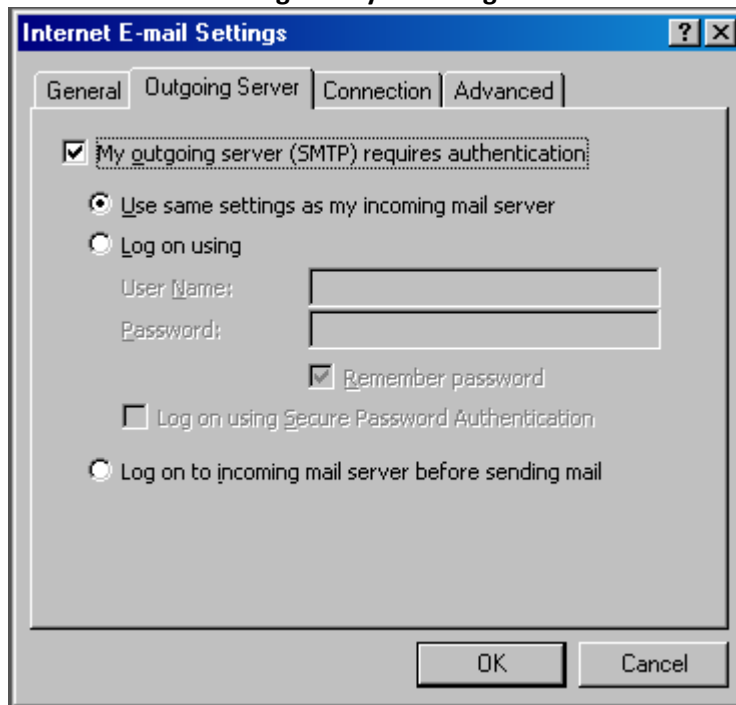 Internet E-mail Settings
General Outgoing Server Connection Advanced
My outgoing server (SMTP) requires authentication
Use same settings as my incoming mail server
Log on using
User Name:
Password:
Remember password
Log on using Secure Password Authentication
Log on to incoming mail server before sending mail
OK Cancel